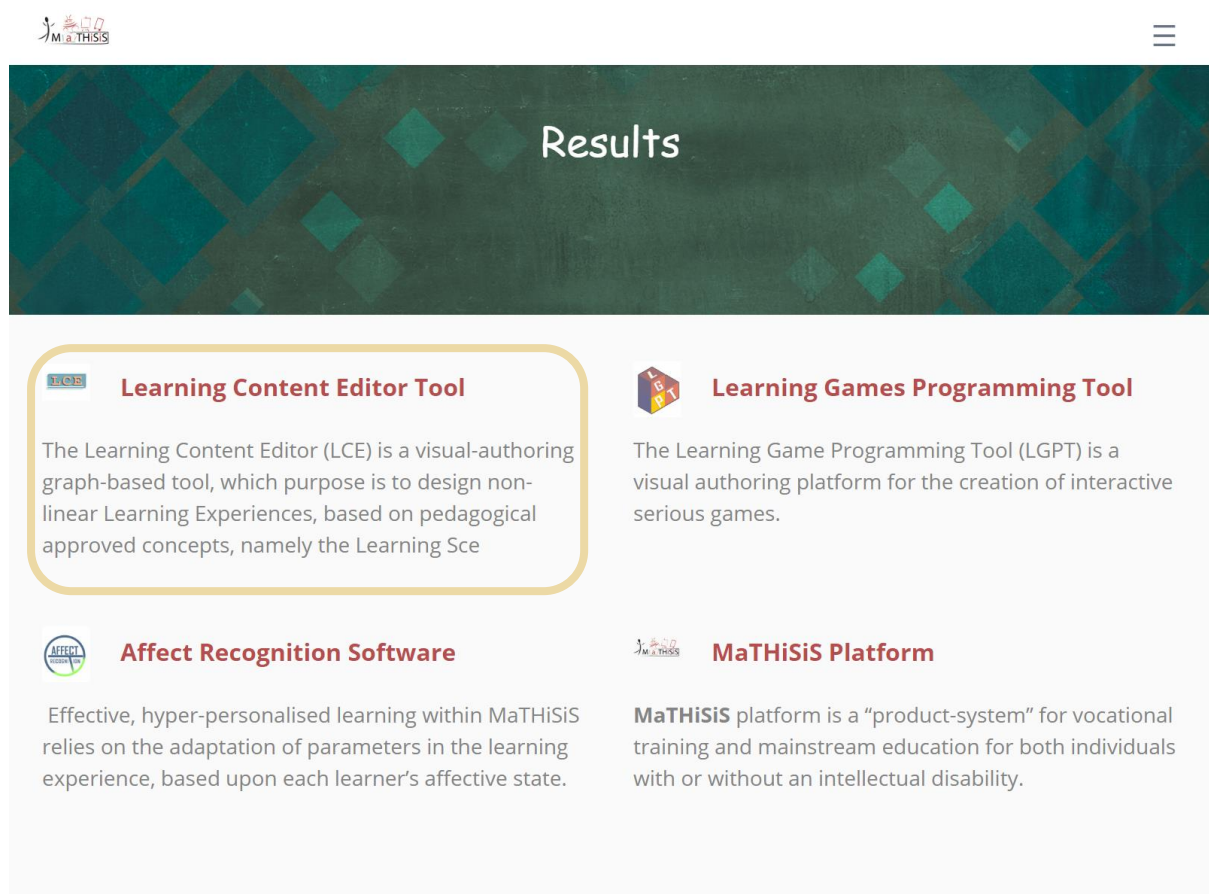 MaTHiSiS
Results
LCE
Learning Content Editor Tool
The Learning Content Editor (LCE) is a visual-authoring
graph-based tool, which purpose is to design non-
linear Learning Experiences, based on pedagogical
approved concepts, namely the Learning Sce
LGPT
Learning Games Programming Tool
The Learning Game Programming Tool (LGPT) is a
visual authoring platform for the creation of interactive
serious games.
AFFECT
RECOGNITION
Affect Recognition Software
Effective, hyper-personalised learning within MaTHiSiS
relies on the adaptation of parameters in the learning
experience, based upon each learner’s affective state.
MaTHiSiS
MaTHiSiS Platform
MaTHiSiS platform is a “product-system” for vocational
training and mainstream education for both individuals
with or without an intellectual disability.